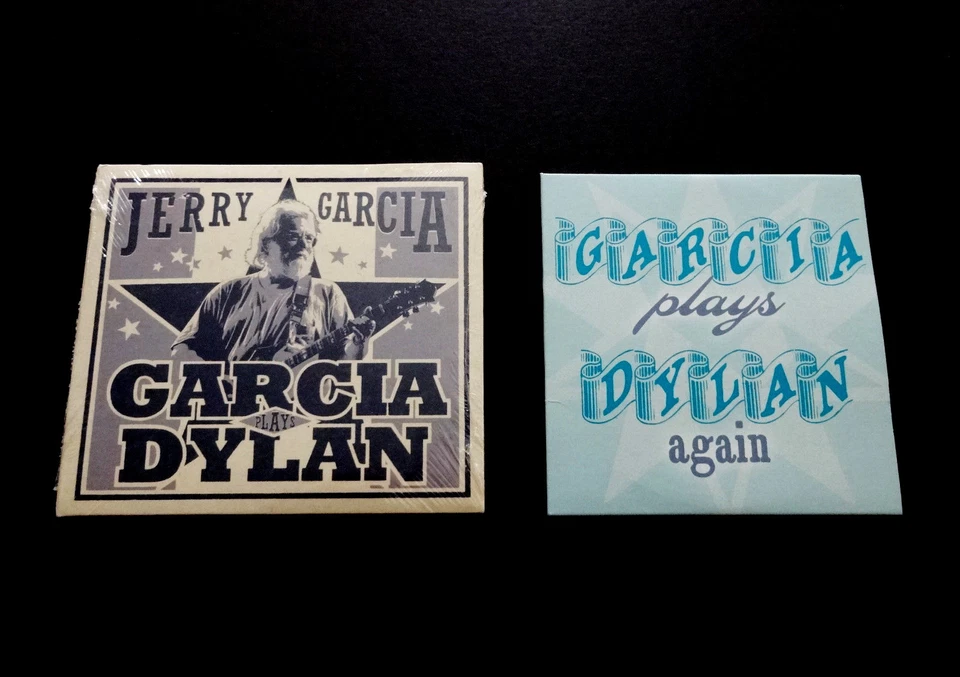 JERRY GARCIA
GARCIA
PLAYS
DYLAN
GARCIA
plays
DYLAN
again